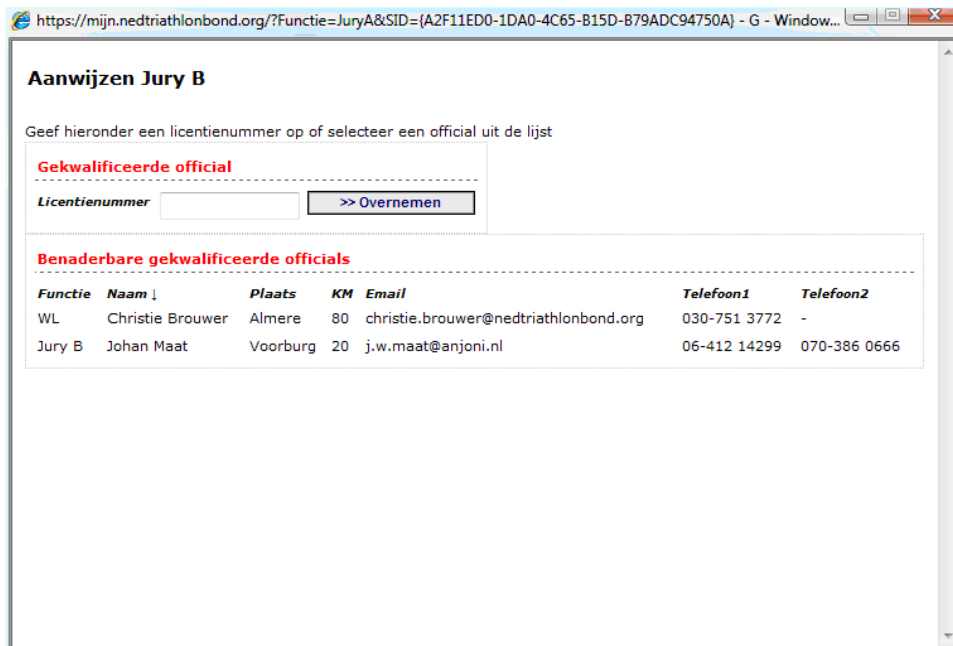 https://mijn.nedtriathlonbond.org/?Functie=JuryA&SID={A2F11ED0-1DA0-4C65-B15D-B79ADC94750A} - G - Window...
Aanwijzen Jury B
Geef hieronder een licentienummer op of selecteer een official uit de lijst
Gekwalificeerde official
Licentienummer >> Overnemen
Benaderbare gekwalificeerde officials
Functie Naam ↓ Plaats KM Email Telefoon1 Telefoon2
WL Christie Brouwer Almere 80 christie.brouwer@nedtriathlonbond.org 030-751 3772 -
Jury B Johan Maat Voorburg 20 j.w.maat@anjoni.nl 06-412 14299 070-386 0666